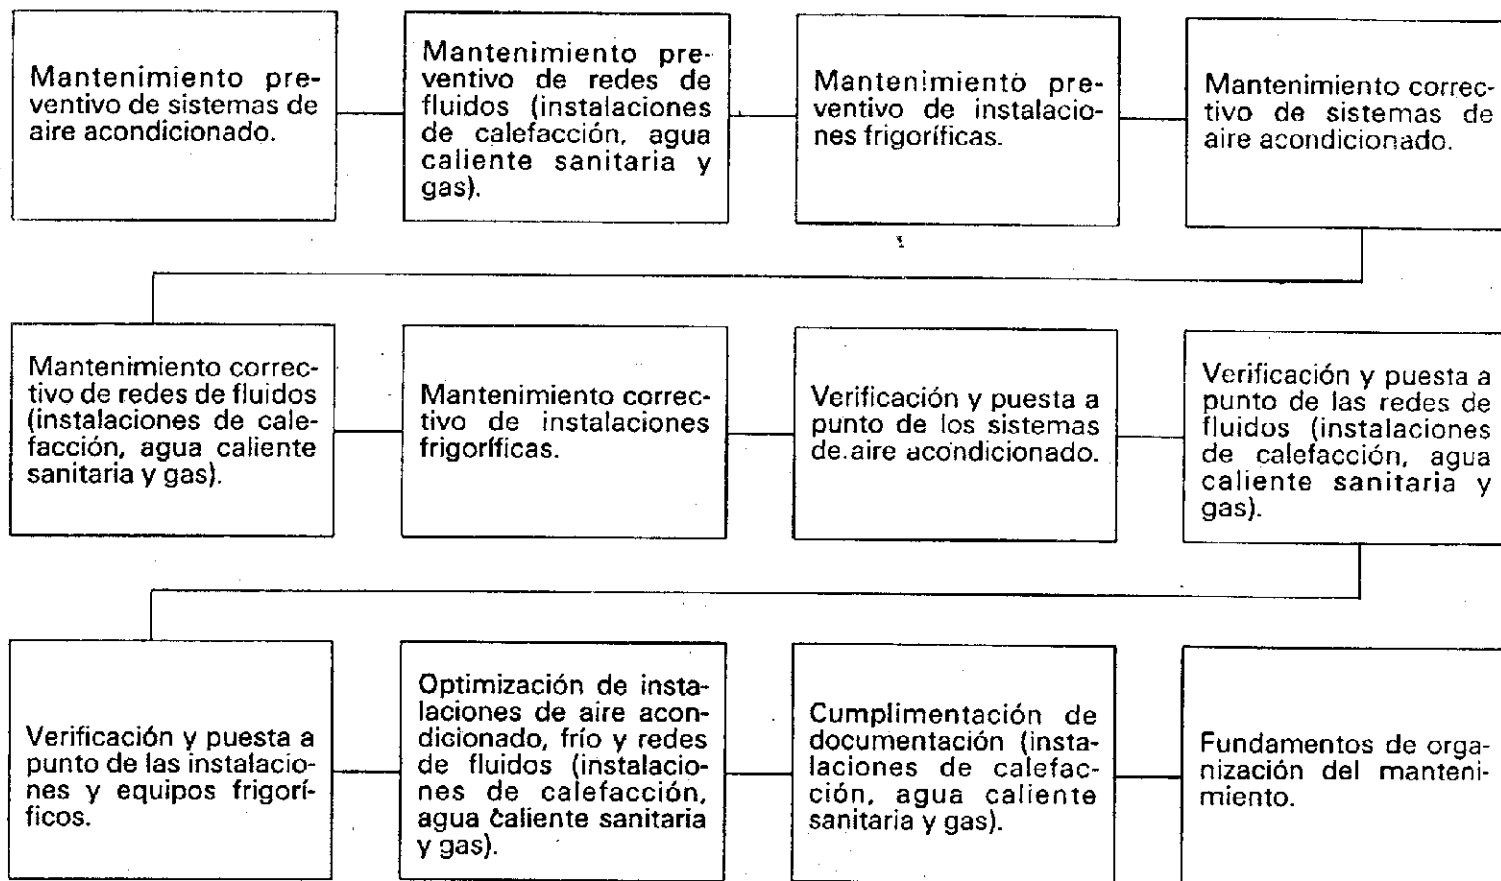 Mantenimiento pre-
ventivo de sistemas de
aire acondicionado.
Mantenimiento pre-
ventivo de redes de
fluidos (instalaciones
de calefacción, agua
caliente sanitaria y
gas).
Mantenimiento pre-
ventivo de instalacio-
nes frigoríficas.
Mantenimiento correc-
tivo de sistemas de
aire acondicionado.
Mantenimiento correc-
tivo de redes de fluidos
(instalaciones de cale-
facción, agua caliente
sanitaria y gas).
Mantenimiento correc-
tivo de instalaciones
frigoríficas.
Verificación y puesta a
punto de los sistemas
de aire acondicionado.
Verificación y puesta a
punto de las redes de
fluidos (instalaciones
de calefacción, agua
caliente sanitaria y
gas).
Verificación y puesta a
punto de las instalacio-
nes y equipos frigorí-
ficos.
Optimización de insta-
laciones de aire acon-
dicionado, frío y redes
de fluidos (instalacio-
nes de calefacción,
agua caliente sanitaria
y gas).
Cumplimentación de
documentación (insta-
laciones de calefac-
ción, agua caliente
sanitaria y gas).
Fundamentos de orga-
nización del manteni-
miento.